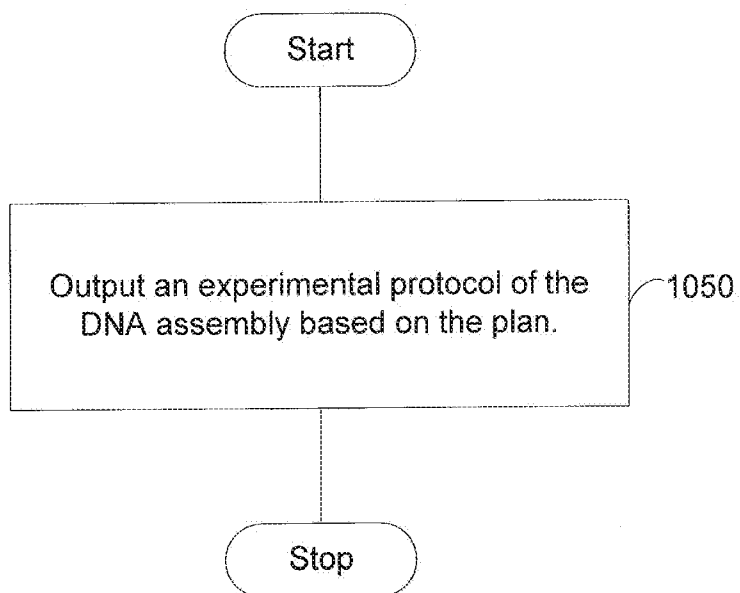 Start
Output an experimental protocol of the
DNA assembly based on the plan.
1050
Stop